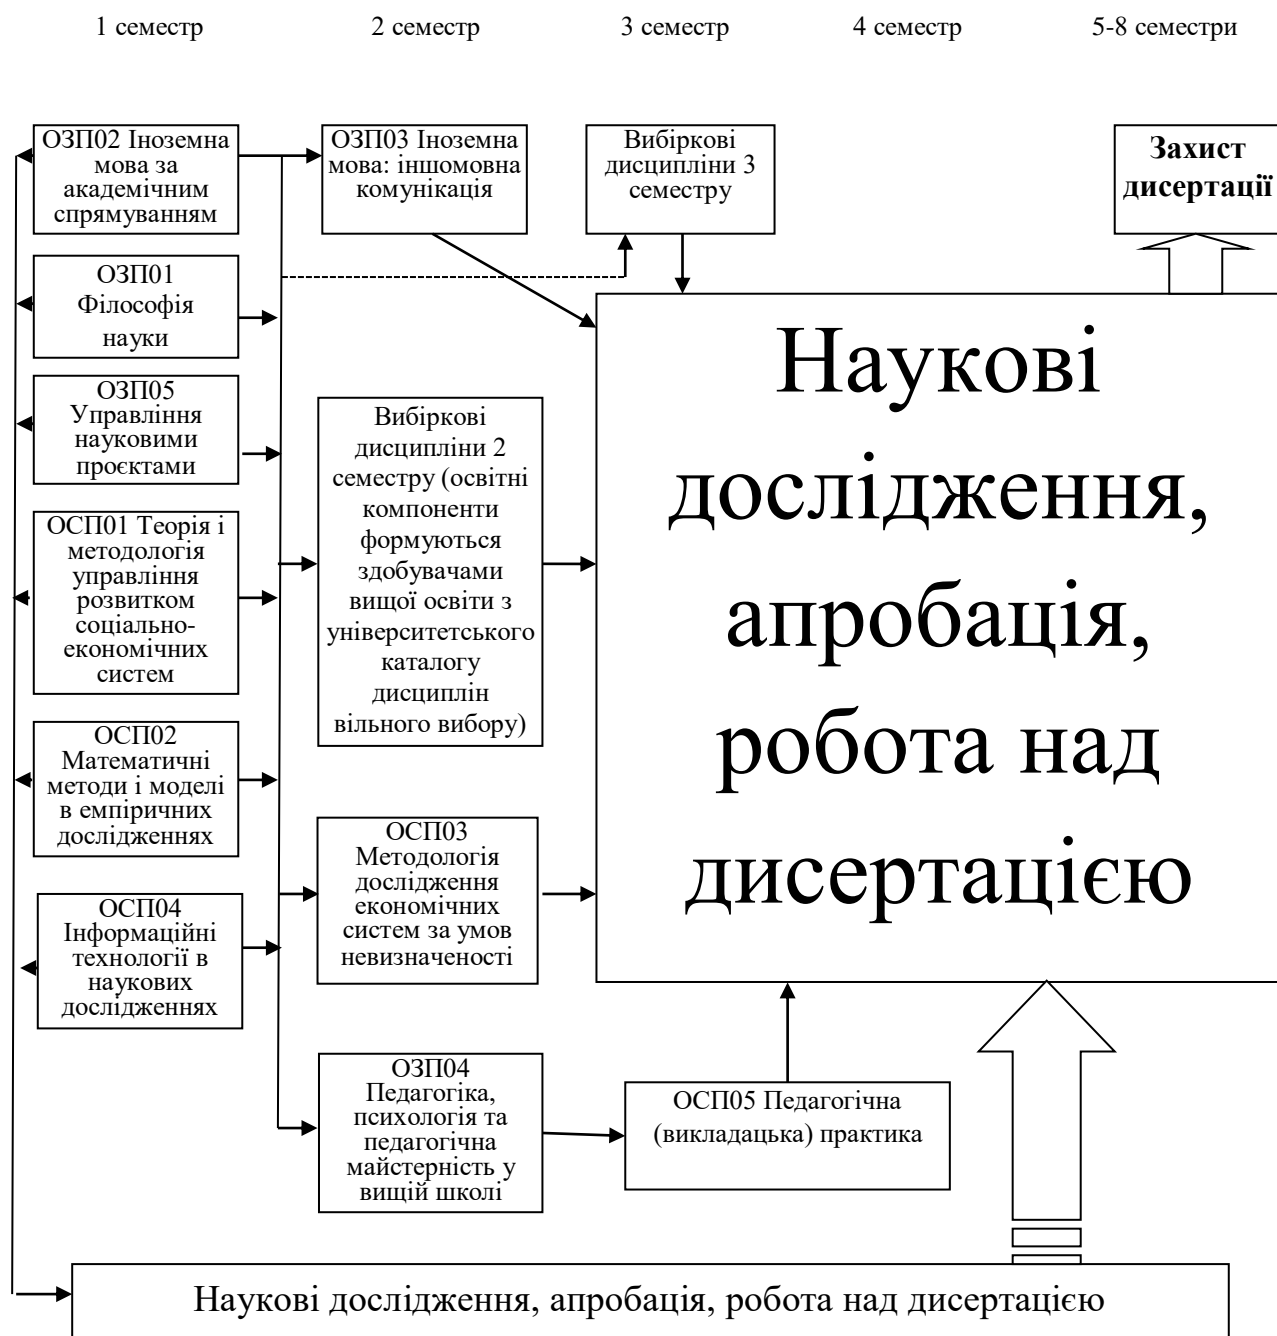 1 семестр
2 семестр
3 семестр
4 семестр
5-8 семестри
ОЗП02 Іноземна
мова за
академічним
спрямуванням
ОЗП03 Іноземна
мова: іншомовна
комунікація
Вибіркові
дисципліни 3
семестру
Захист
дисертації
ОЗП01
Філософія
науки
ОЗП05
Управління
науковими
проєктами
ОСП01 Теорія і
методологія
управління
розвитком
соціально-
економічних
систем
ОСП02
Математичні
методи і моделі
в емпіричних
дослідженнях
ОСП04
Інформаційні
технології в
наукових
дослідженнях
Вибіркові
дисципліни 2
семестру (освітні
компоненти
формуються
здобувачами
вищої освіти з
університетського
каталогу
дисциплін
вільного вибору)
ОСП03
Методологія
дослідження
економічних
систем за умов
невизначеності
ОЗП04
Педагогіка,
психологія та
педагогічна
майстерність у
вищій школі
Наукові
дослідження,
апробація,
робота над
дисертацією
ОСП05 Педагогічна
(викладацька) практика
Наукові дослідження, апробація, робота над дисертацією